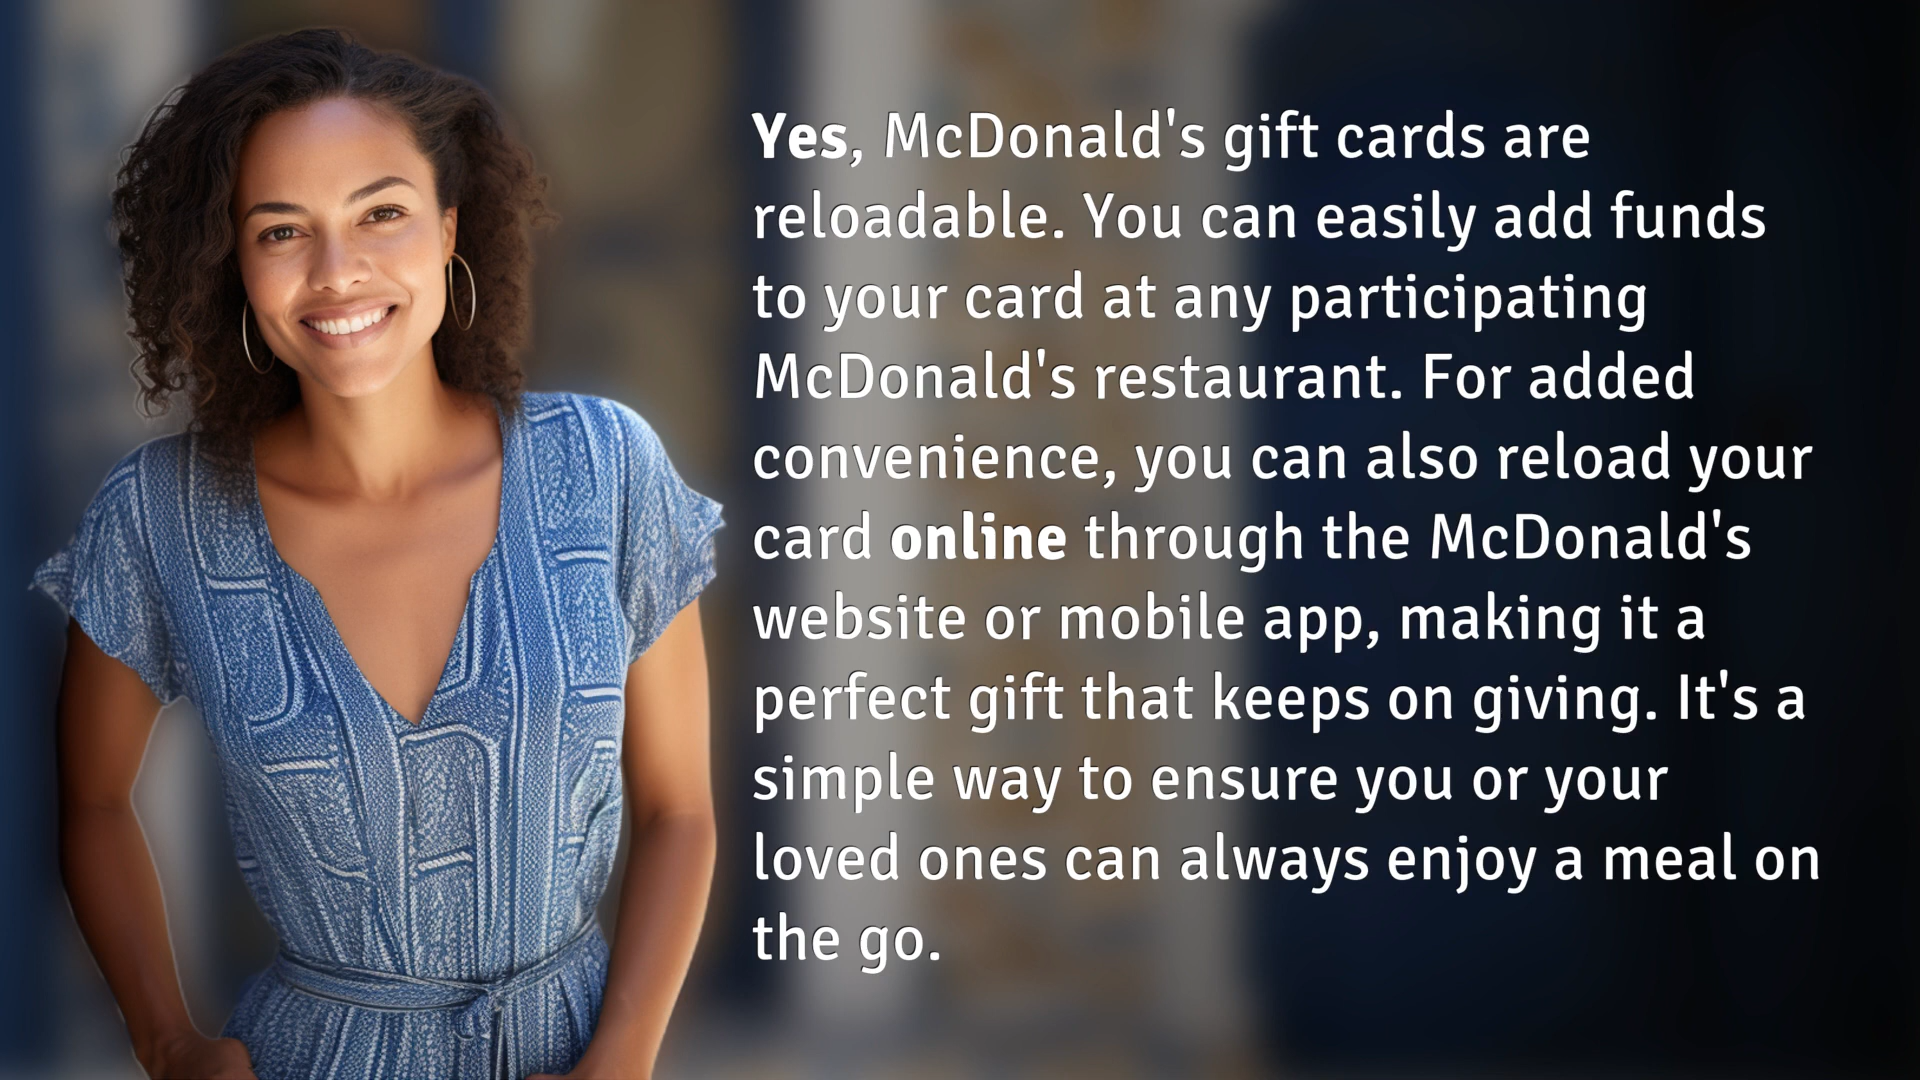 Yes, McDonald's gift cards are
reloadable. You can easily add funds
to your card at any participating
McDonald's restaurant. For added
convenience, you can also reload your
card online through the McDonald's
website or mobile app, making it a
perfect gift that keeps on giving. It's a
simple way to ensure you or your
loved ones can always enjoy a meal on
the go.